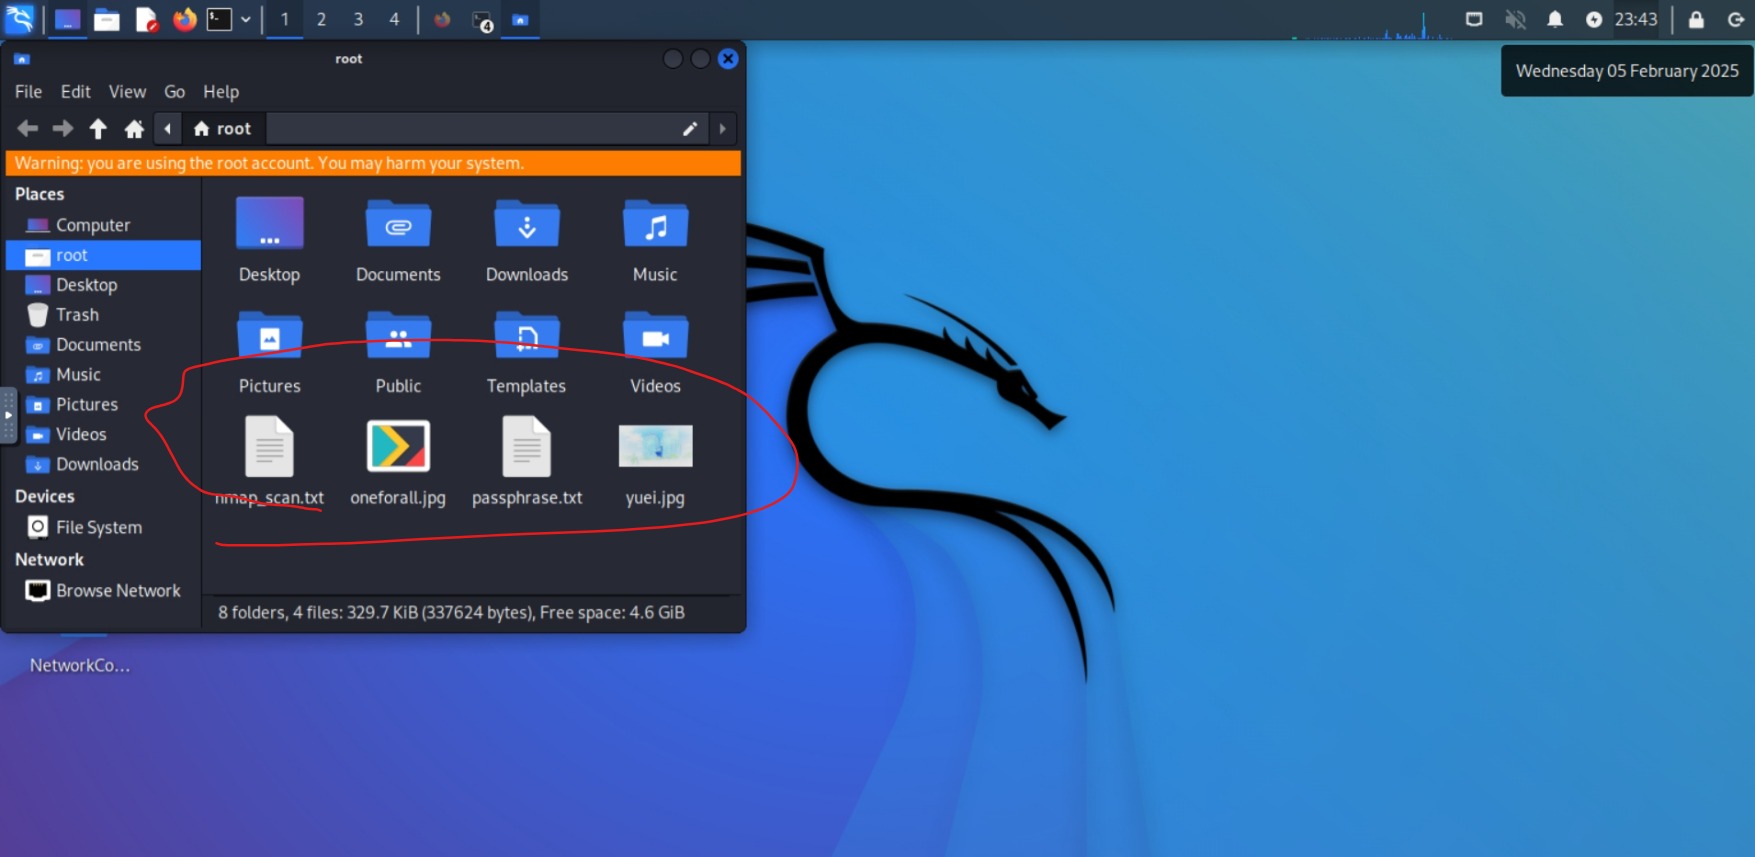 1 2 3 4 4 23:43
Wednesday 05 February 2025
root
File Edit View Go Help
root
Warning: you are using the root account. You may harm your system.
Places
Computer
root
Desktop
Trash
Documents
Music
Pictures
Videos
Downloads
Devices
File System
Network
Browse Network
Desktop Documents Downloads Music
Pictures Public Templates Videos
nmap_scan.txt oneforall.jpg passphrase.txt yuei.jpg
8 folders, 4 files: 329.7 KiB (337624 bytes), Free space: 4.6 GiB
NetworkCo...